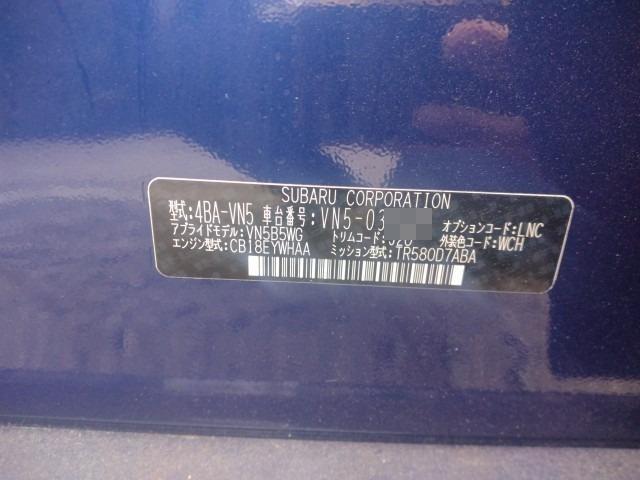 SUBARU CORPORATION
型式:4BA-VN5 車台番号:VN5-03 オプションコード:LNC
アプライドモデル:VN5B5WG トリムコード: 外装色コード:WCH
エンジン型式:CB18EYWHAA ミッション型式:TR580D7ABA